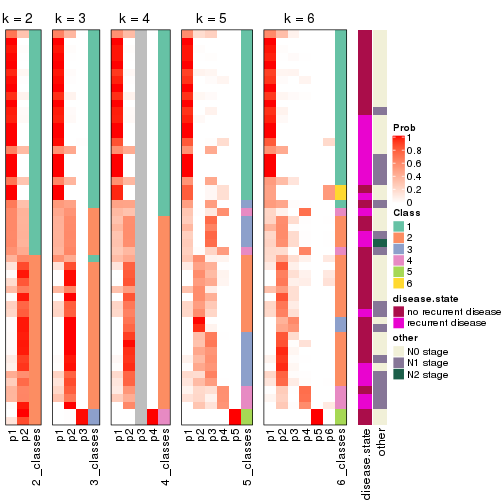 k = 2
k = 3
k = 4
k = 5
k = 6
p1
p2
2_classes
p1
p2
p3
3_classes
p1
p2
p3
p4
4_classes
p1
p2
p3
p4
p5
5_classes
p1
p2
p3
p4
p5
p6
6_classes
disease.state
other
Prob
1
0.8
0.6
0.4
0.2
0
Class
1
2
3
4
5
6
disease.state
no recurrent disease
recurrent disease
other
N0 stage
N1 stage
N2 stage